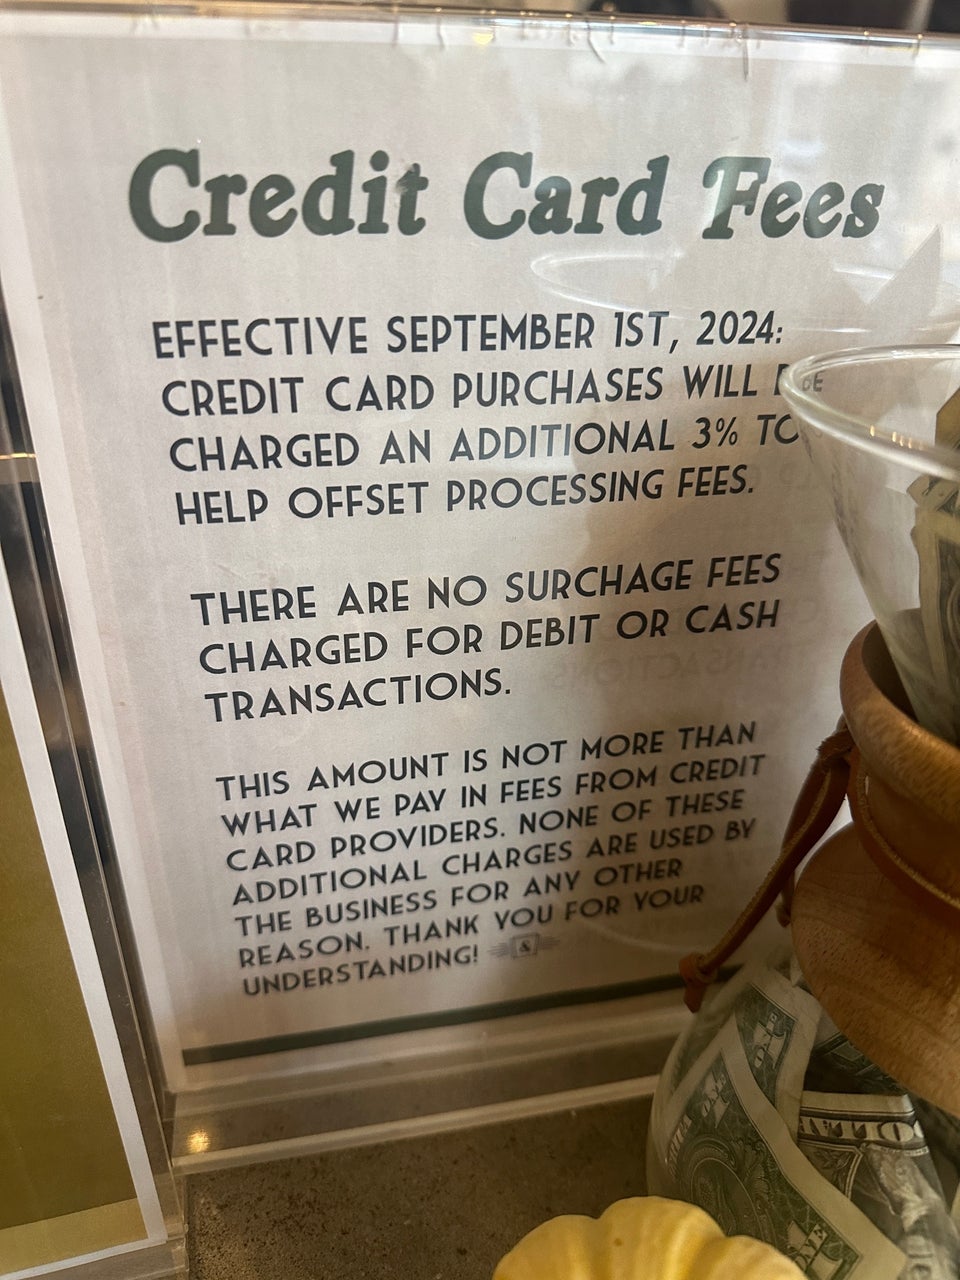 Credit Card Fees
EFFECTIVE SEPTEMBER 1ST, 2024:
CREDIT CARD PURCHASES WILL BE
CHARGED AN ADDITIONAL 3% TO
HELP OFFSET PROCESSING FEES.
THERE ARE NO SURCHAGE FEES
CHARGED FOR DEBIT OR CASH
TRANSACTIONS.
THIS AMOUNT IS NOT MORE THAN
WHAT WE PAY IN FEES FROM CREDIT
CARD PROVIDERS. NONE OF THESE
ADDITIONAL CHARGES ARE USED BY
THE BUSINESS FOR ANY OTHER
REASON. THANK YOU FOR YOUR
UNDERSTANDING! &
ONE